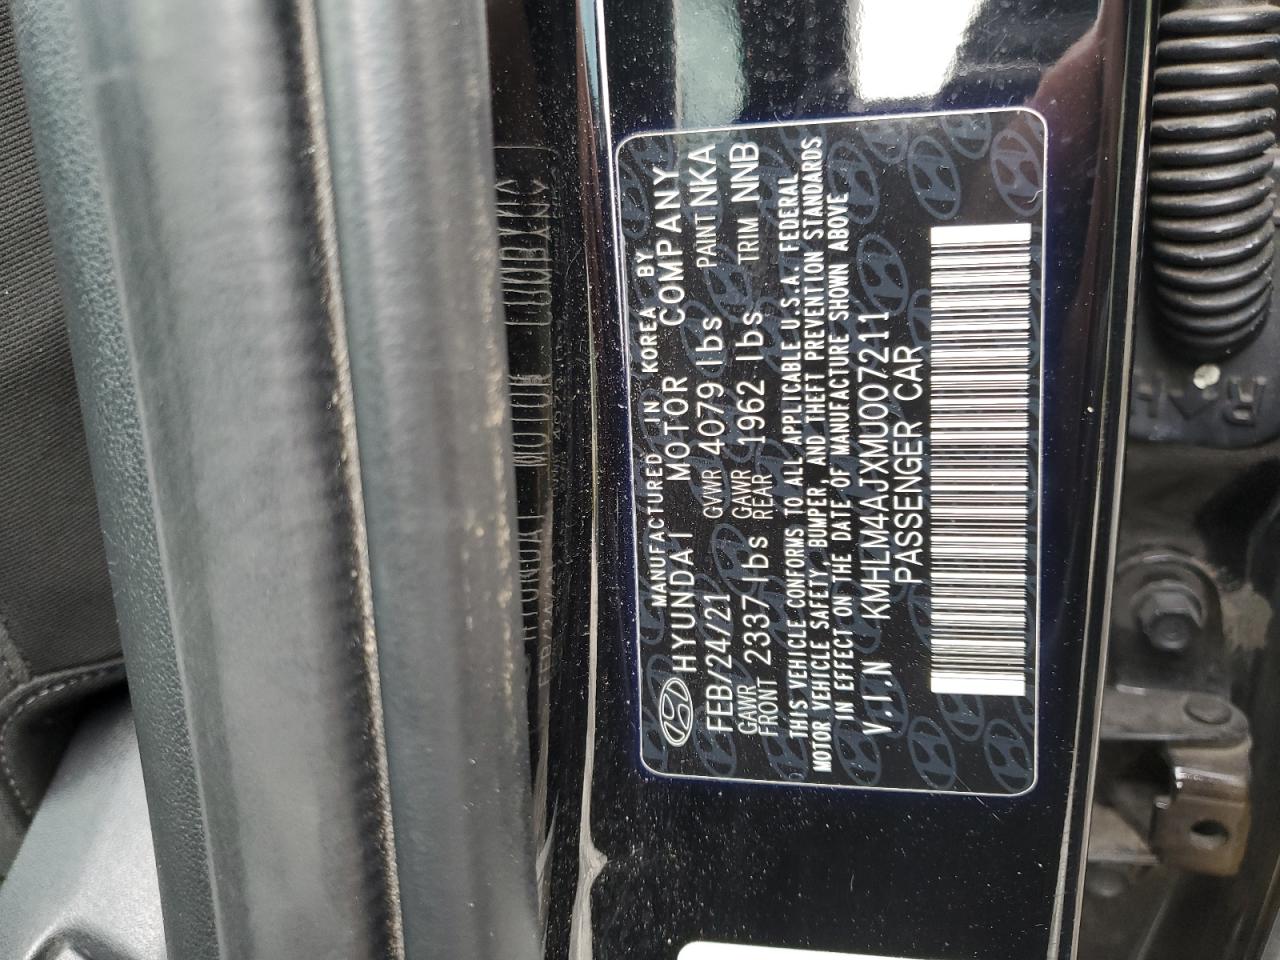 MANUFACTURED IN KOREA BY
HYUNDAI MOTOR COMPANY
FEB/24/21 GVWR 4079 lbs PAINT NKA
GAWR FRONT 2337 lbs GAWR REAR 1962 lbs TRIM NNB
THIS VEHICLE CONFORMS TO ALL APPLICABLE U.S.A. FEDERAL
MOTOR VEHICLE SAFETY, BUMPER, AND THEFT PREVENTION STANDARDS
IN EFFECT ON THE DATE OF MANUFACTURE SHOWN ABOVE
V.I.N KMHLM4AJXMU007211
PASSENGER CAR